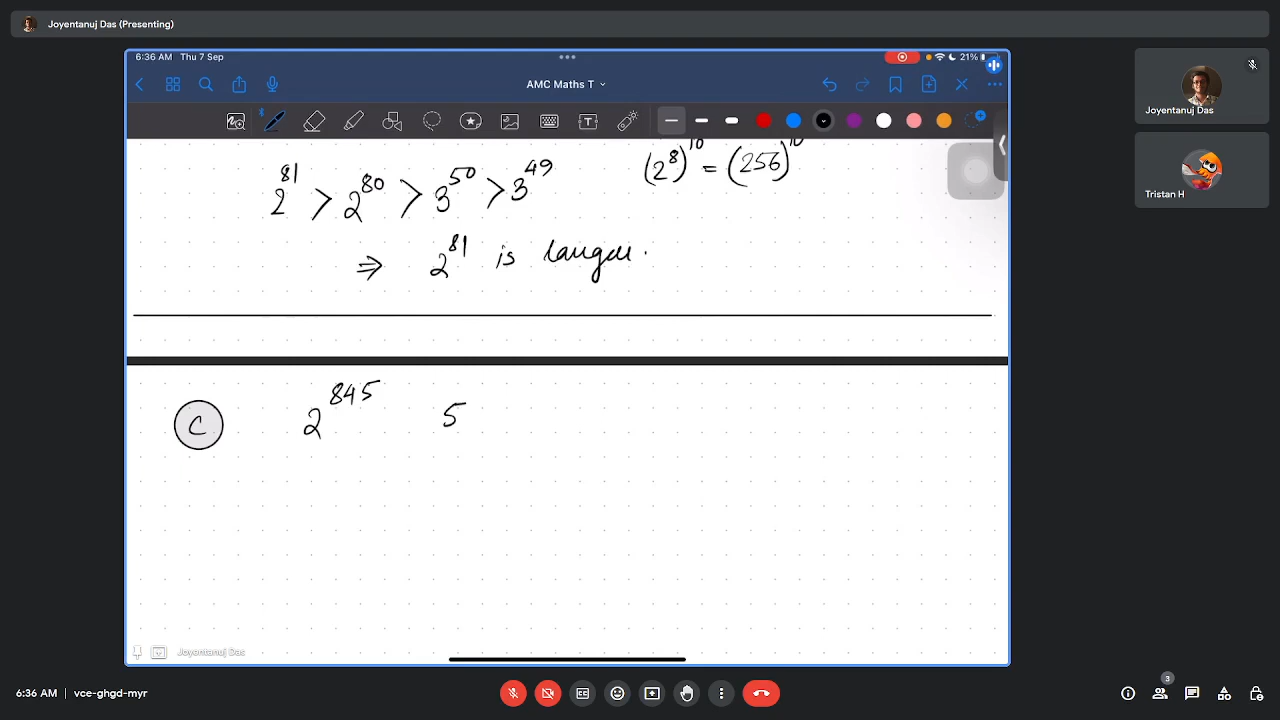 Joyentanuj Das (Presenting)
6:36 AM Thu 7 Sep
21%
AMC Maths T
2^81 > 2^80 > 3^50 > 3^49
(2^8)^10 = (256)^10
⇒ 2^81 is larger.
C 2^845 5
Joyentanuj Das
Joyentanuj Das
Tristan H
6:36 AM | vce-ghgd-myr
3